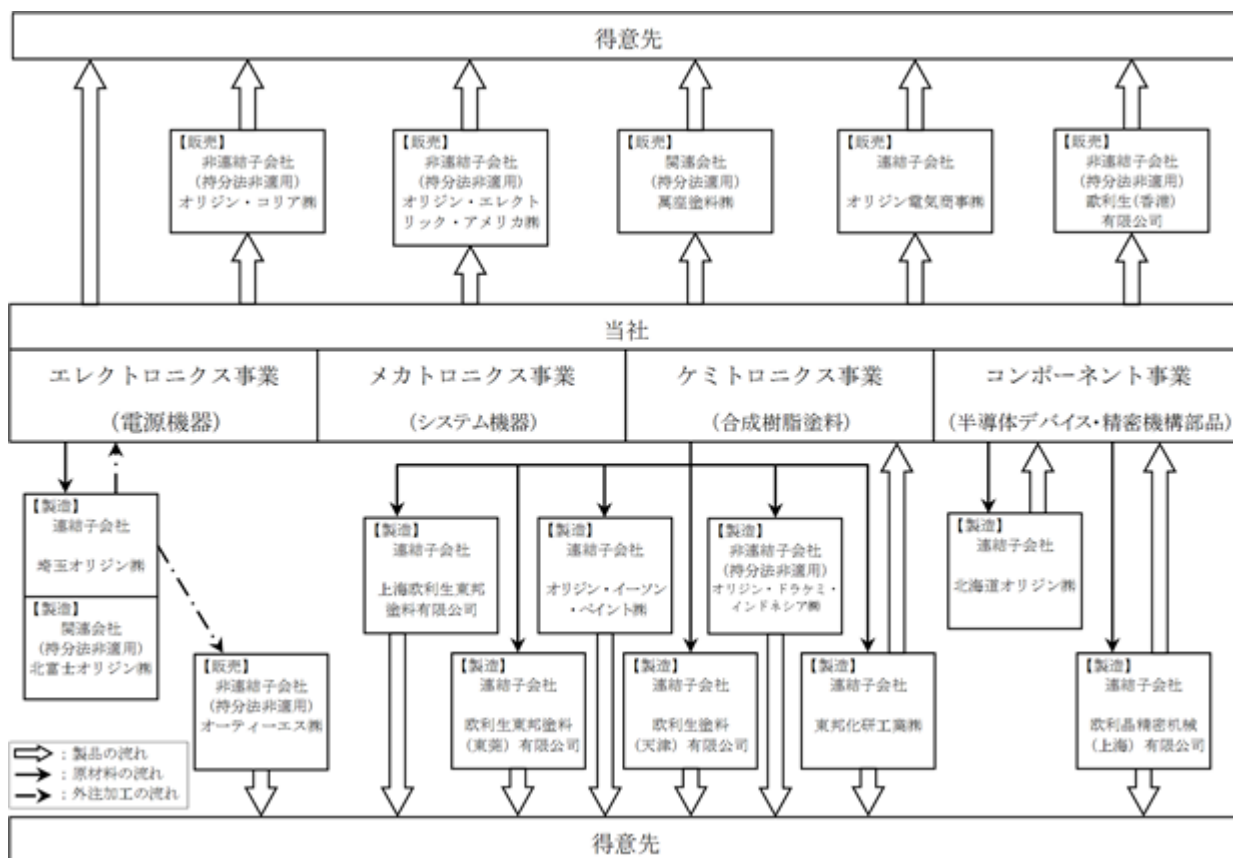 得意先
【販売】
非連結子会社
(持分法非適用)
オリジン・コリア㈱
【販売】
非連結子会社
(持分法非適用)
オリジン・エレクト
リック・アメリカ㈱
【販売】
関連会社
(持分法適用)
萬座塗料㈱
【販売】
連結子会社
オリジン電気商事㈱
【販売】
非連結子会社
(持分法非適用)
欧利生(香港)
有限公司
当社
エレクトロニクス事業
(電源機器)
メカトロニクス事業
(システム機器)
ケミトロニクス事業
(合成樹脂塗料)
コンポーネント事業
(半導体デバイス・精密機構部品)
【製造】
連結子会社
埼玉オリジン㈱
【製造】
関連会社
(持分法非適用)
北富士オリジン㈱
【販売】
非連結子会社
(持分法非適用)
オーティーエス㈱
【製造】
連結子会社
上海欧利生東邦
塗料有限公司
【製造】
連結子会社
オリジン・イーソン
・ペイント㈱
【製造】
非連結子会社
(持分法非適用)
オリジン・ドラケミ・
インドネシア㈱
【製造】
連結子会社
北海道オリジン㈱
【製造】
連結子会社
欧利生東邦塗料
(東莞)有限公司
【製造】
連結子会社
欧利生塗料
(天津)有限公司
【製造】
連結子会社
東邦化研工業㈱
【製造】
連結子会社
欧利晶精密机械
(上海)有限公司
：製品の流れ
：原材料の流れ
：外注加工の流れ
得意先